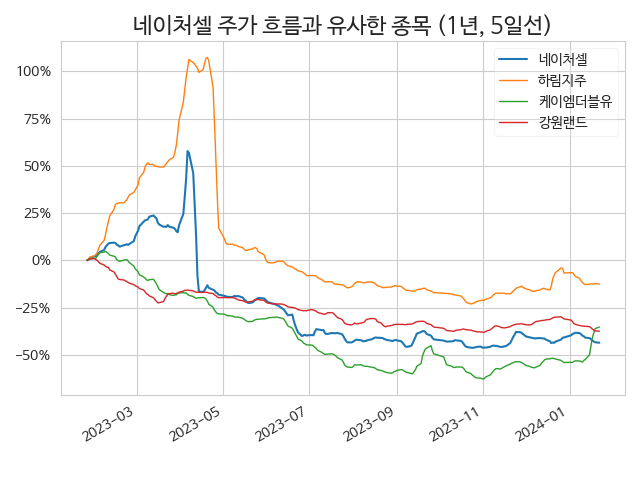 네이처셀 주가 흐름과 유사한 종목 (1년, 5일선)
네이처셀
하림지주
케이엠더블유
강원랜드
100%
75%
50%
25%
0%
−25%
−50%
2023-03
2023-05
2023-07
2023-09
2023-11
2024-01